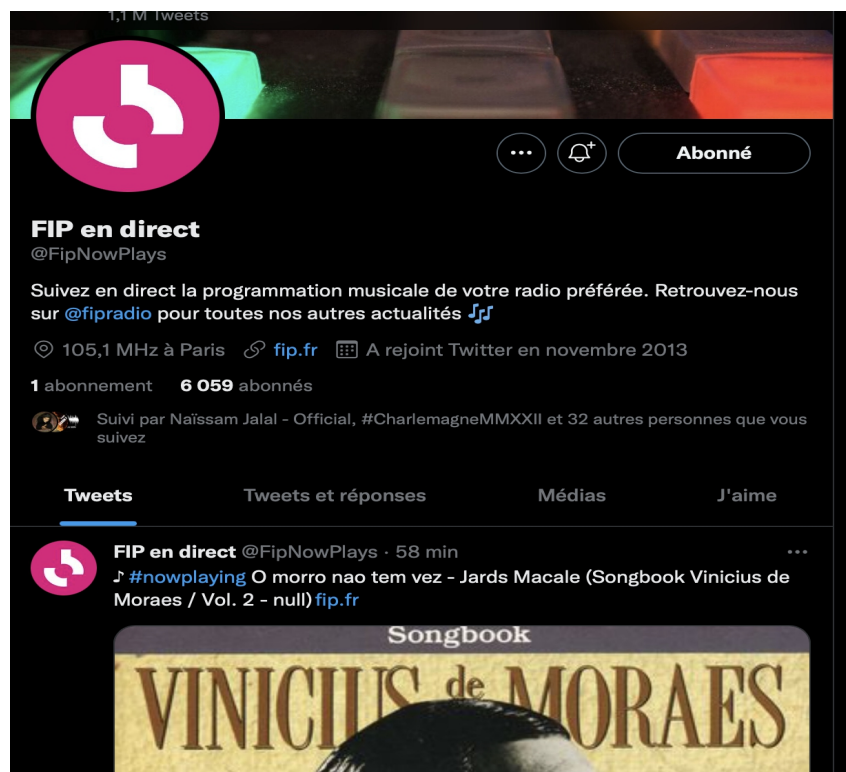 1,1 M Tweets
Abonné
FIP en direct
@FipNowPlays
Suivez en direct la programmation musicale de votre radio préférée. Retrouvez-nous
sur @fipradio pour toutes nos autres actualités 🎶
105,1 MHz à Paris fip.fr A rejoint Twitter en novembre 2013
1 abonnement 6 059 abonnés
Suivi par Naïssam Jalal - Official, #CharlemagneMMXXII et 32 autres personnes que vous
suivez
Tweets Tweets et réponses Médias J'aime
FIP en direct @FipNowPlays · 58 min
♪ #nowplaying O morro nao tem vez - Jards Macale (Songbook Vinicius de
Moraes / Vol. 2 - null) fip.fr
Songbook
VINICIUS de MORAES